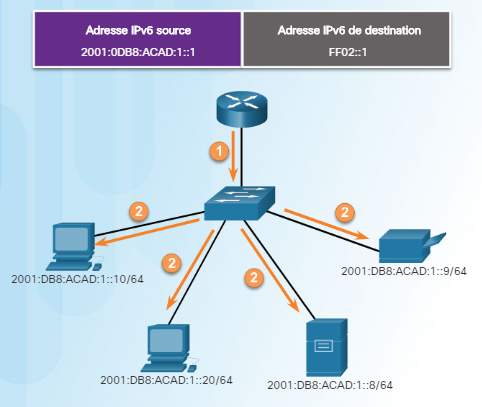 Adresse IPv6 source
Adresse IPv6 de destination
2001:0DB8:ACAD:1::1
FF02::1
1
2
2
2
2
2001:DB8:ACAD:1::10/64
2001:DB8:ACAD:1::9/64
2001:DB8:ACAD:1::20/64
2001:DB8:ACAD:1::8/64